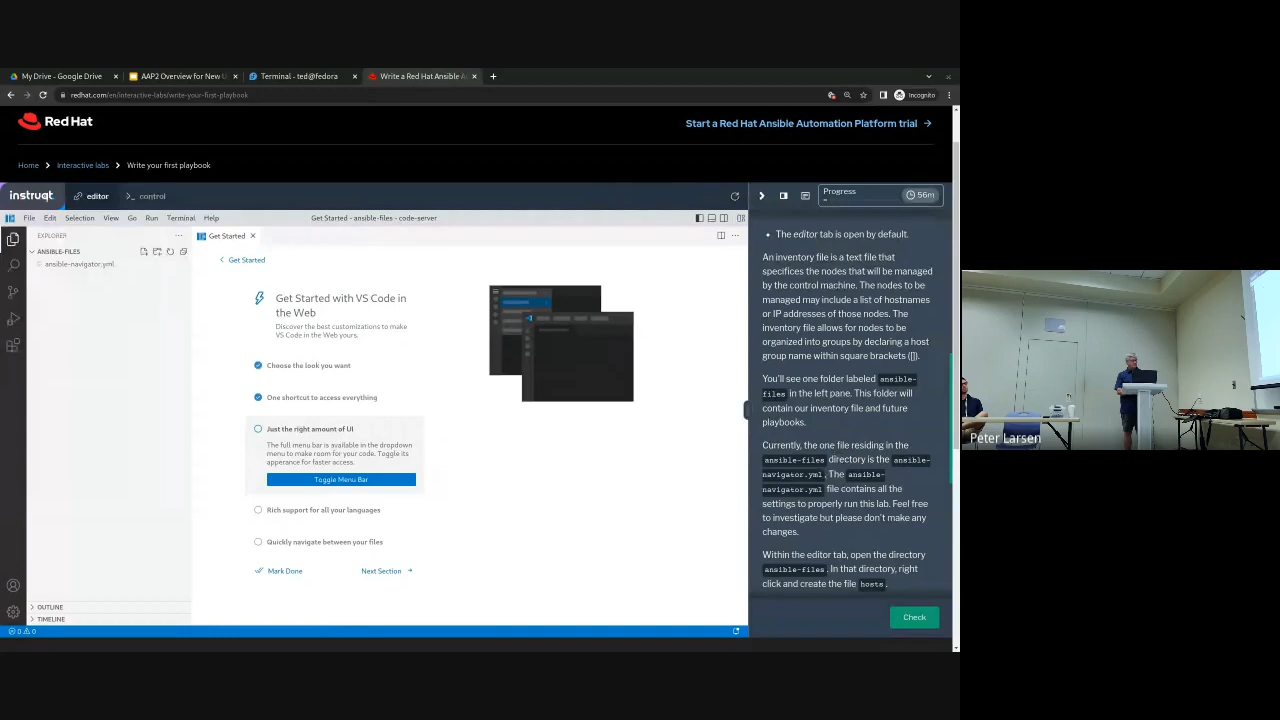 My Drive - Google Drive
AAP2 Overview for New U
Terminal - ted@fedora
Write a Red Hat Ansible A
redhat.com/en/interactive-labs/write-your-first-playbook
Incognito
Red Hat
Start a Red Hat Ansible Automation Platform trial
Home
Interactive labs
Write your first playbook
instruqt
editor
control
Progress
56m
File Edit Selection View Go Run Terminal Help
Get Started - ansible-files - code-server
EXPLORER
ANSIBLE-FILES
ansible-navigator.yml
OUTLINE
TIMELINE
0 0
Get Started
Get Started
Get Started with VS Code in
the Web
Discover the best customizations to make
VS Code in the Web yours.
Choose the look you want
One shortcut to access everything
Just the right amount of UI
The full menu bar is available in the dropdown
menu to make room for your code. Toggle its
apperance for faster access.
Toggle Menu Bar
Rich support for all your languages
Quickly navigate between your files
Mark Done
Next Section
• The editor tab is open by default.
An inventory file is a text file that
specifices the nodes that will be managed
by the control machine. The nodes to be
managed may include a list of hostnames
or IP addresses of those nodes. The
inventory file allows for nodes to be
organized into groups by declaring a host
group name within square brackets ([]).
You'll see one folder labeled ansible-
files in the left pane. This folder will
contain our inventory file and future
playbooks.
Currently, the one file residing in the
ansible-files directory is the ansible-
navigator.yml. The ansible-
navigator.yml file contains all the
settings to properly run this lab. Feel free
to investigate but please don't make any
changes.
Within the editor tab, open the directory
ansible-files. In that directory, right
click and create the file hosts.
Check
Peter Larsen